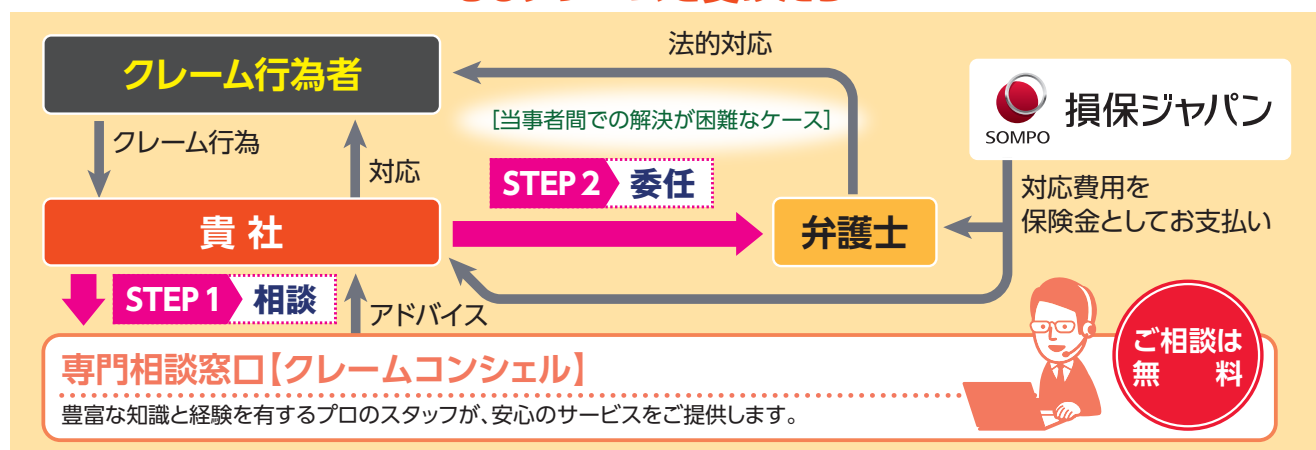 法的対応
クレーム行為者
[当事者間での解決が困難なケース]
SOMPO
損保ジャパン
クレーム行為
対応
STEP 2 委任
対応費用を
保険金としてお支払い
貴 社
弁護士
STEP 1 相談
アドバイス
ご相談は
無 料
専門相談窓口【クレームコンシェル】
豊富な知識と経験を有するプロのスタッフが、安心のサービスをご提供します。